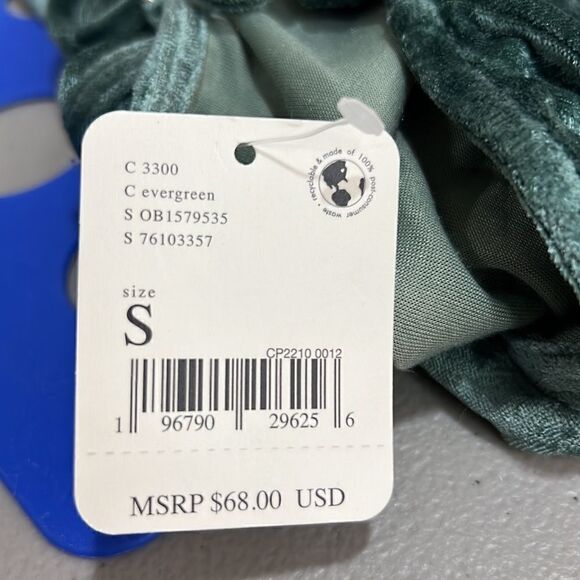 recyclable & made of 100% post-consumer waste •
C 3300
C evergreen
S OB1579535
S 76103357
size
S
CP2210 0012
1 96790 29625 6
MSRP $68.00 USD